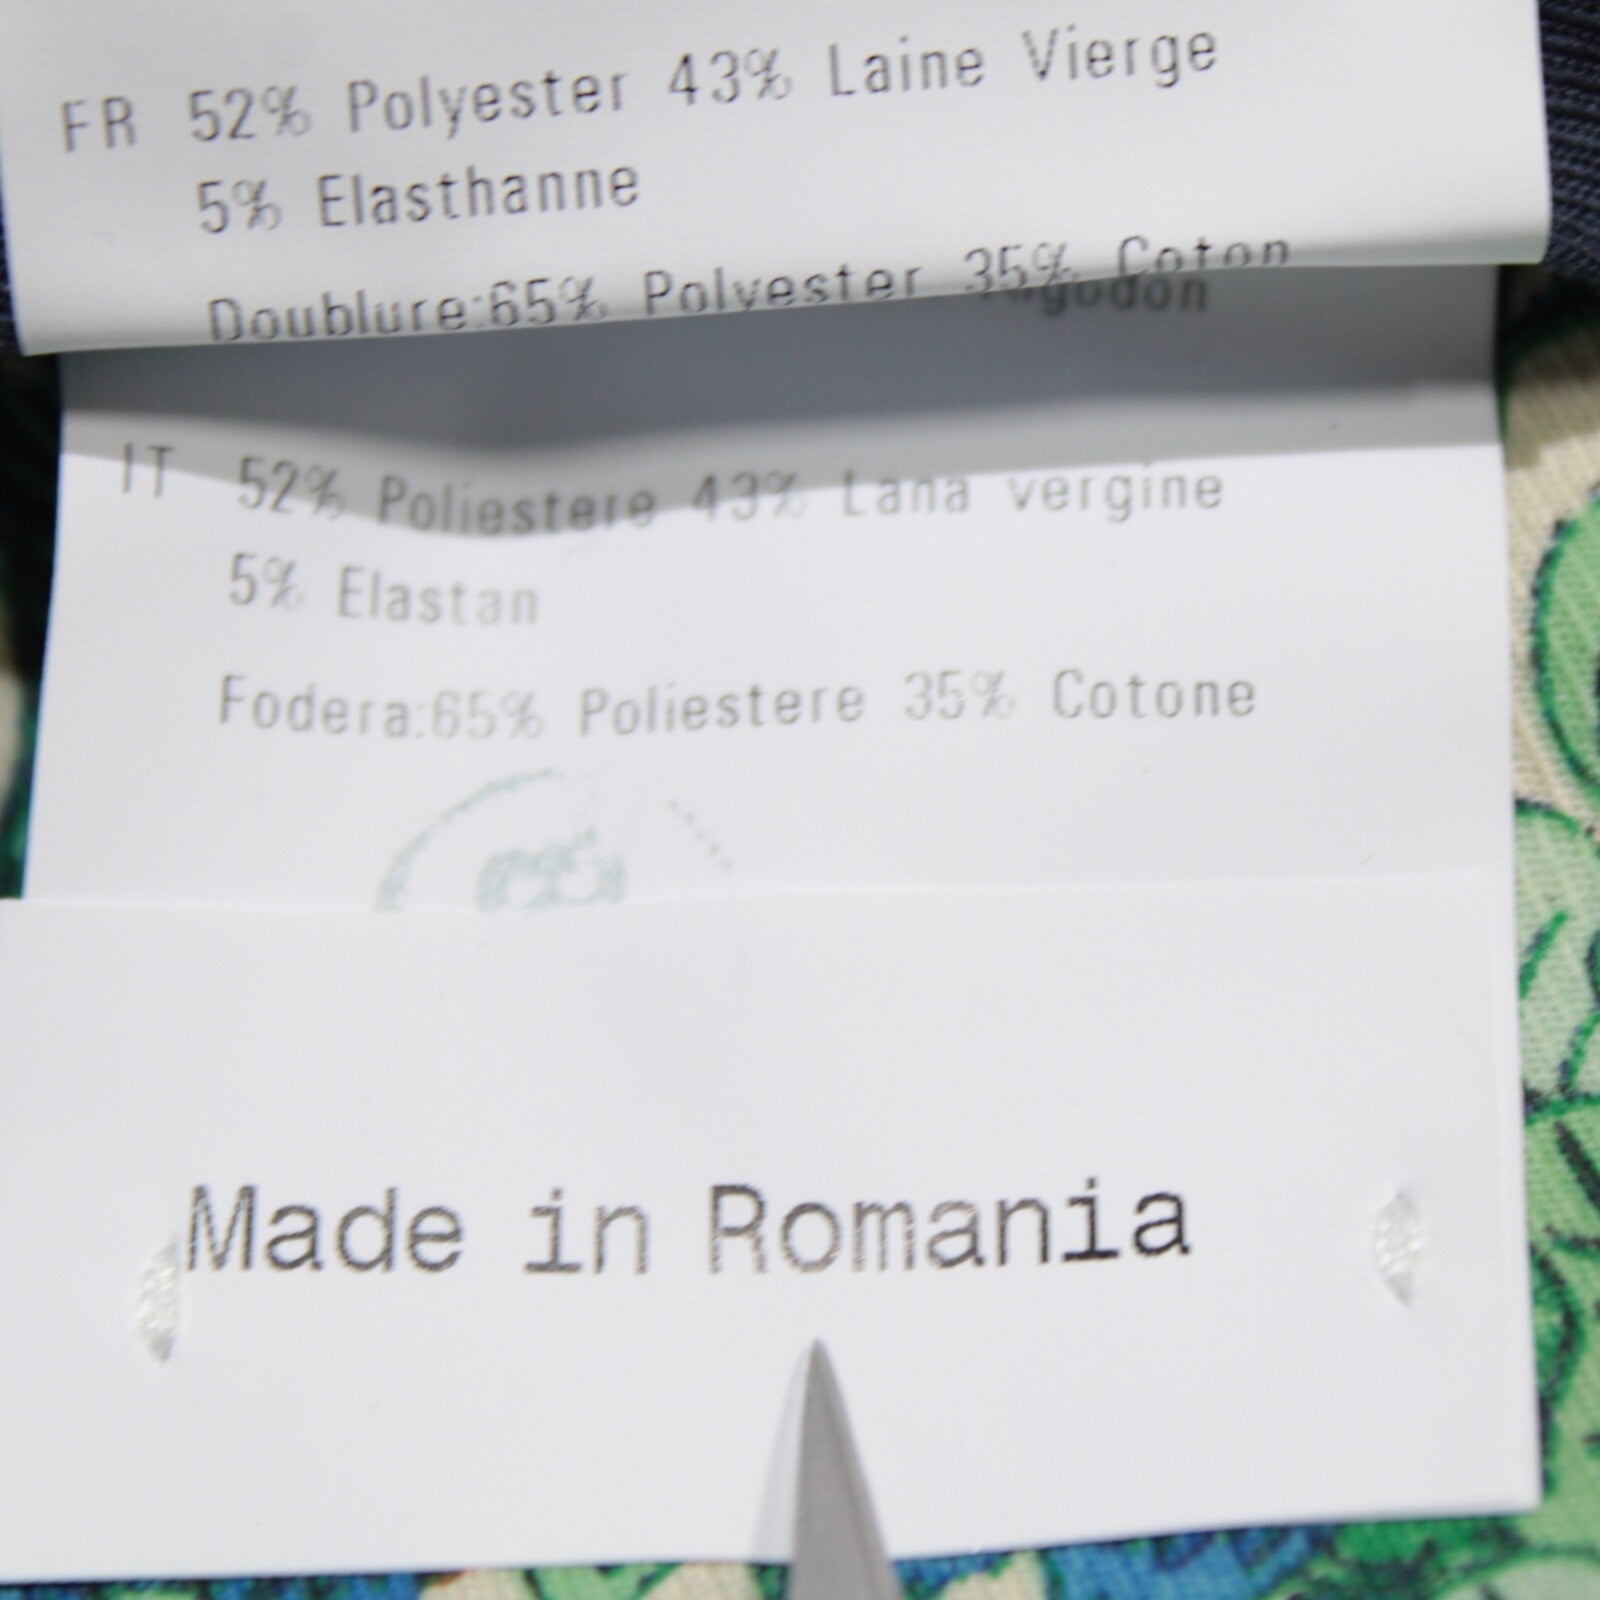 FR 52% Polyester 43% Laine Vierge
5% Elasthanne
Doublure:65% Polyester 35% Coton
IT 52% Poliestere 43% Lana vergine
5% Elastan
Fodera:65% Poliestere 35% Cotone
Made in Romania